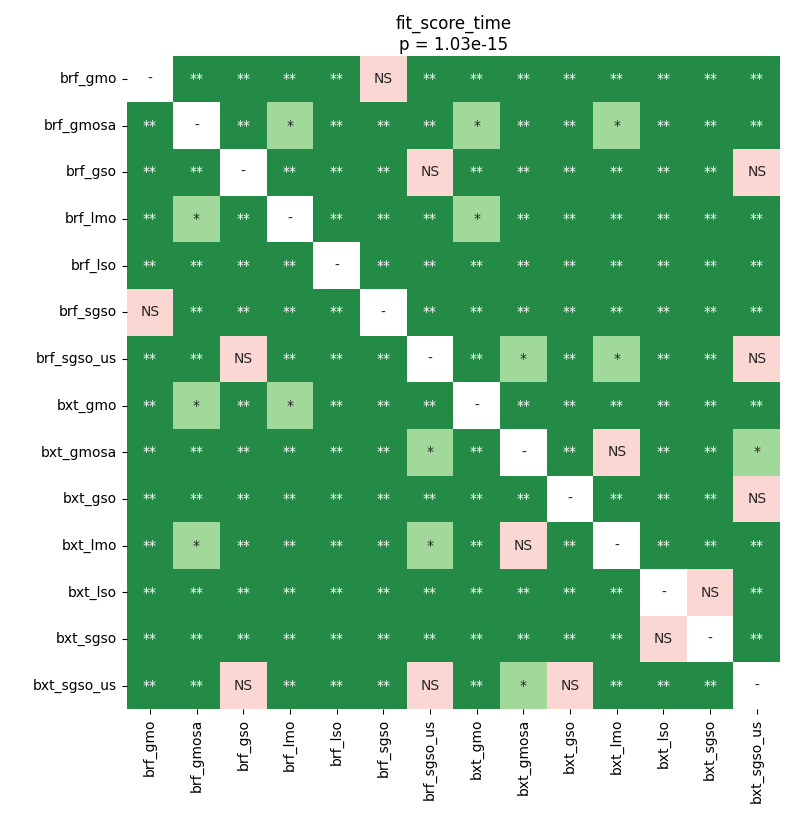 fit_score_time
p = 1.03e-15
brf_gmo - ** ** ** ** NS ** ** ** ** ** ** ** **
brf_gmosa ** - ** * ** ** ** * ** ** * ** ** **
brf_gso ** ** - ** ** ** NS ** ** ** ** ** ** NS
brf_lmo ** * ** - ** ** ** * ** ** ** ** ** **
brf_lso ** ** ** ** - ** ** ** ** ** ** ** ** **
brf_sgso NS ** ** ** ** - ** ** ** ** ** ** ** **
brf_sgso_us ** ** NS ** ** ** - ** * ** * ** ** NS
bxt_gmo ** * ** * ** ** ** - ** ** ** ** ** **
bxt_gmosa ** ** ** ** ** ** * ** - ** NS ** ** *
bxt_gso ** ** ** ** ** ** ** ** ** - ** ** ** NS
bxt_lmo ** * ** ** ** ** * ** NS ** - ** ** **
bxt_lso ** ** ** ** ** ** ** ** ** ** ** - NS **
bxt_sgso ** ** ** ** ** ** ** ** ** ** ** NS - **
bxt_sgso_us ** ** NS ** ** ** NS ** * NS ** ** ** -
brf_gmo
brf_gmosa
brf_gso
brf_lmo
brf_lso
brf_sgso
brf_sgso_us
bxt_gmo
bxt_gmosa
bxt_gso
bxt_lmo
bxt_lso
bxt_sgso
bxt_sgso_us